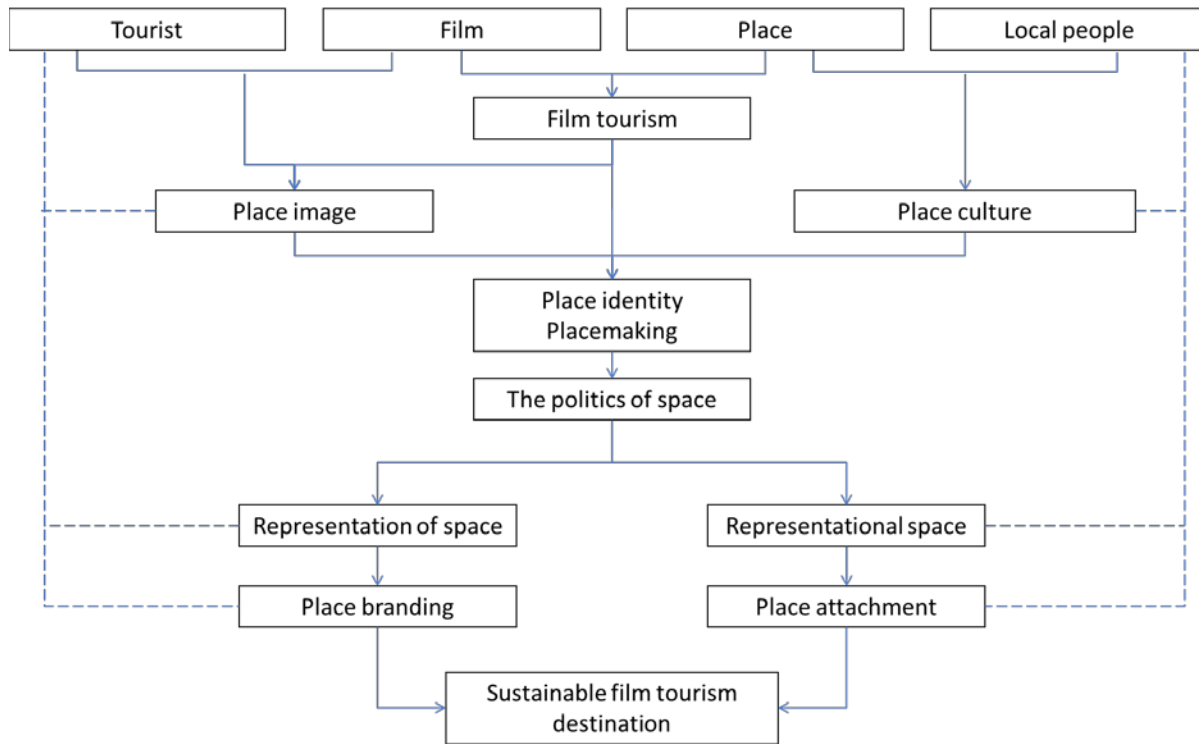 Tourist
Film
Place
Local people
Film tourism
Place image
Place culture
Place identity
Placemaking
The politics of space
Representation of space
Representational space
Place branding
Place attachment
Sustainable film tourism
destination